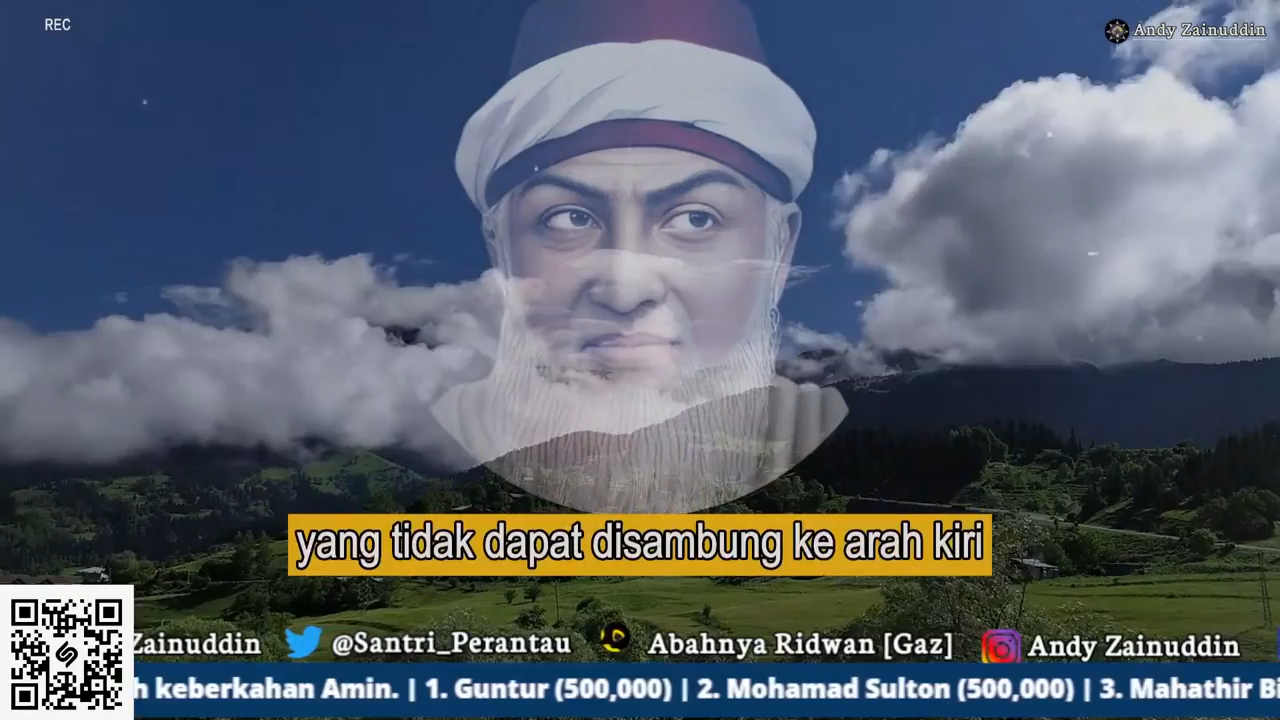 REC
Andy Zainuddin
yang tidak dapat disambung ke arah kiri
Zainuddin @Santri_Perantau Abahnya Ridwan [Gaz] Andy Zainuddin
h keberkahan Amin. | 1. Guntur (500,000) | 2. Mohamad Sulton (500,000) | 3. Mahathir Bi